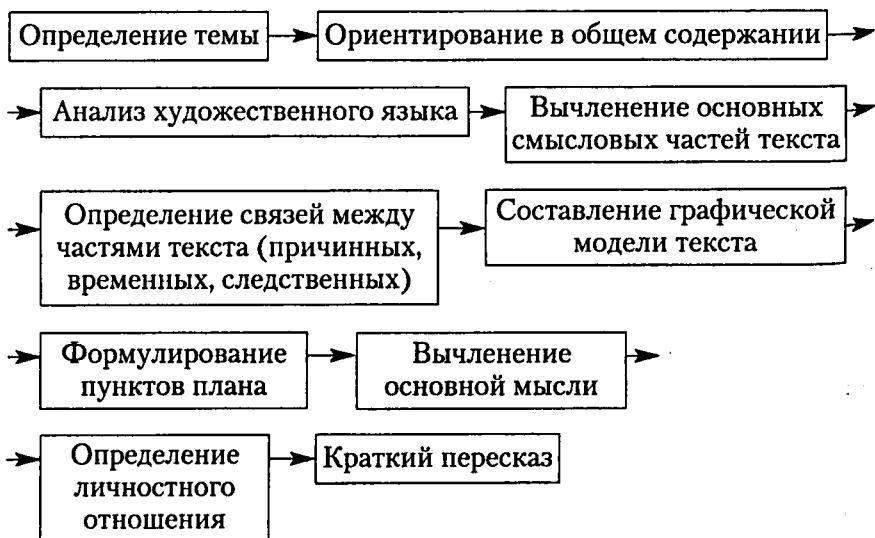 Определение темы
Ориентирование в общем содержании
Анализ художественного языка
Вычленение основных
смысловых частей текста
Определение связей между
частями текста (причинных,
временных, следственных)
Составление графической
модели текста
Формулирование
пунктов плана
Вычленение
основной мысли
Определение
личностного
отношения
Краткий пересказ